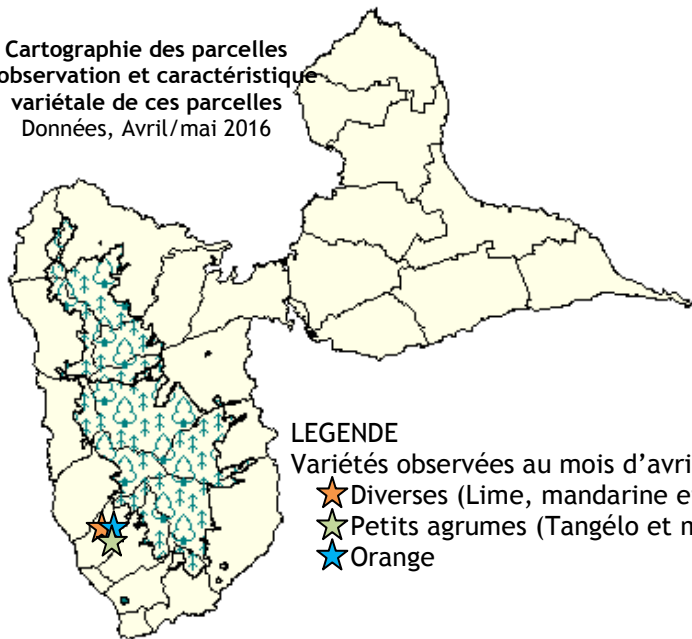 Cartographie des parcelles
observation et caractéristique
variétale de ces parcelles
Données, Avril/mai 2016
LEGENDE
Variétés observées au mois d’avri
Diverses (Lime, mandarine e
Petits agrumes (Tangélo et m
Orange